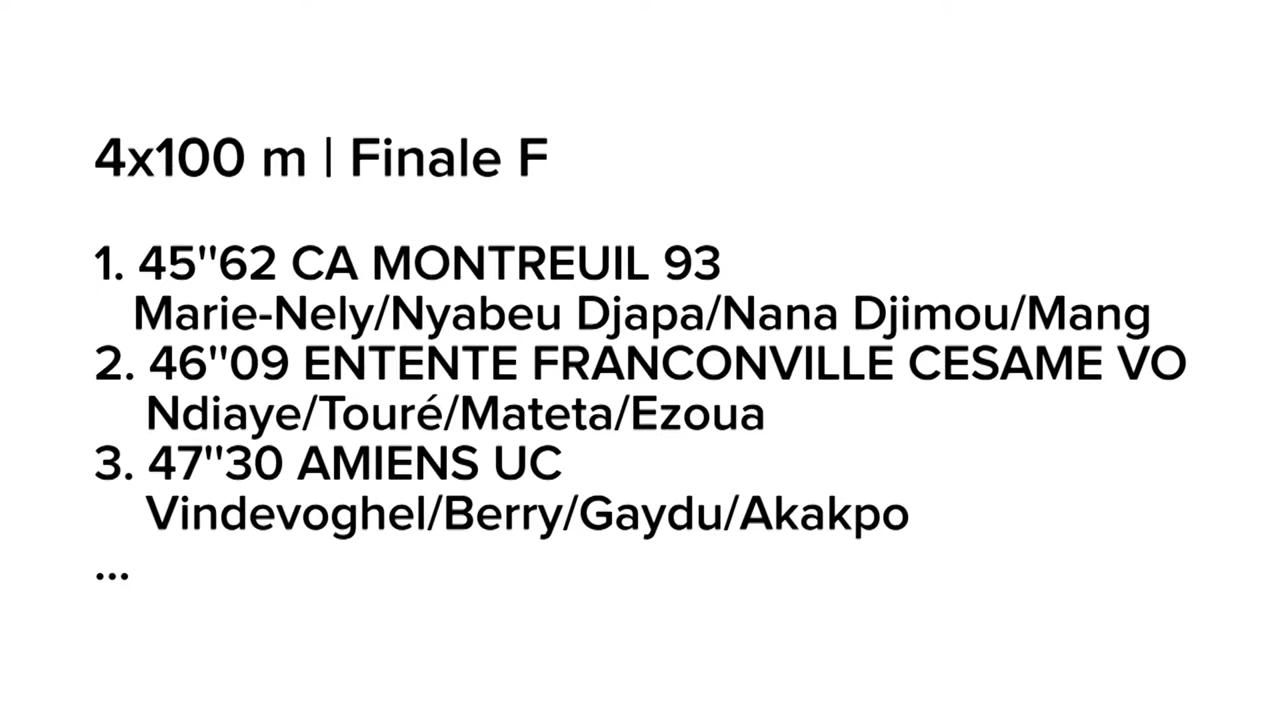 4x100 m | Finale F
1. 45''62 CA MONTREUIL 93
Marie-Nely/Nyabeu Djapa/Nana Djimou/Mang
2. 46''09 ENTENTE FRANCONVILLE CESAME VO
Ndiaye/Touré/Mateta/Ezoua
3. 47''30 AMIENS UC
Vindevoghel/Berry/Gaydu/Akakpo
...